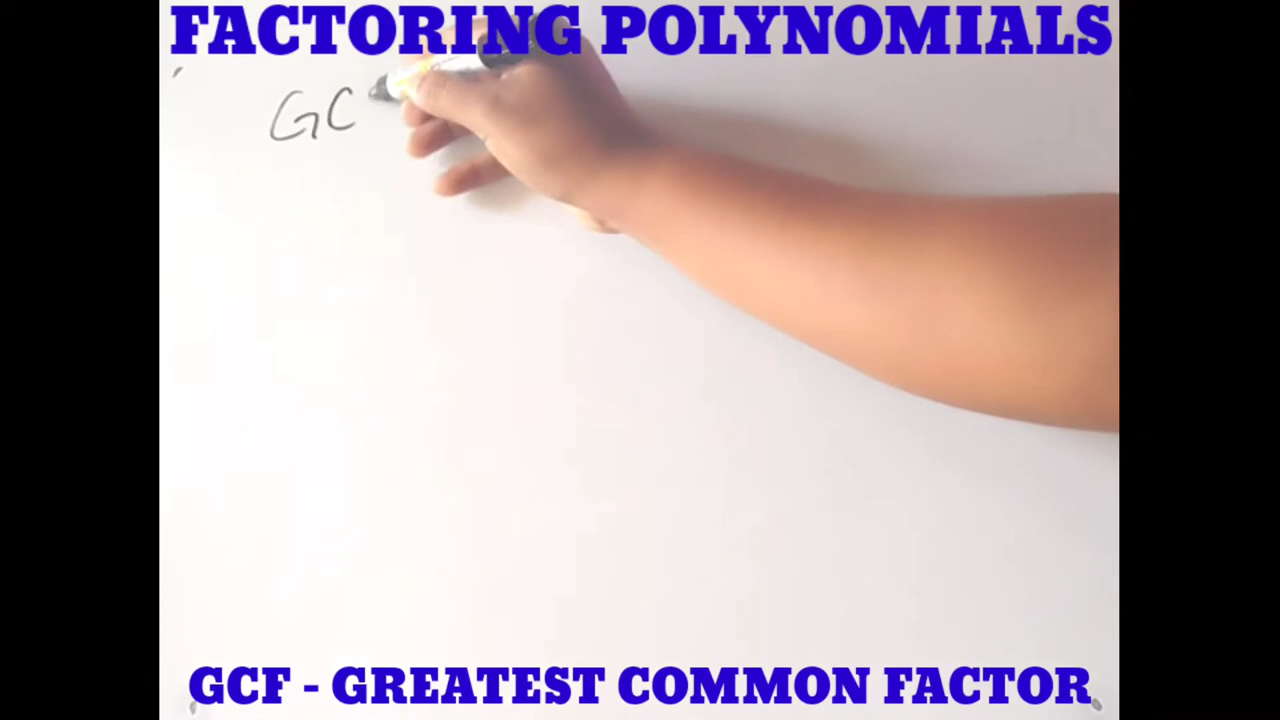 FACTORING POLYNOMIALS
GC
GCF - GREATEST COMMON FACTOR